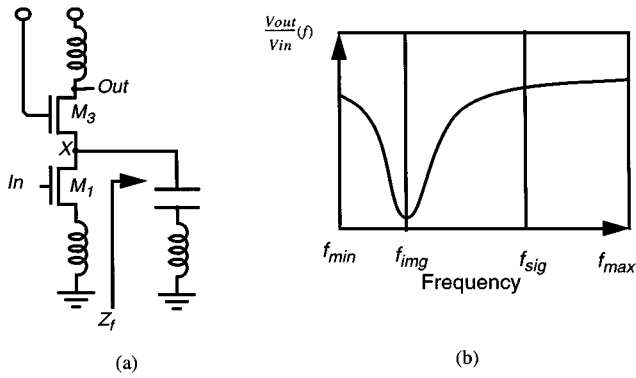 Out
M3
X
In
M1
Zf
(a)
Vout
Vin
(f)
fmin
fimg
fsig
fmax
Frequency
(b)